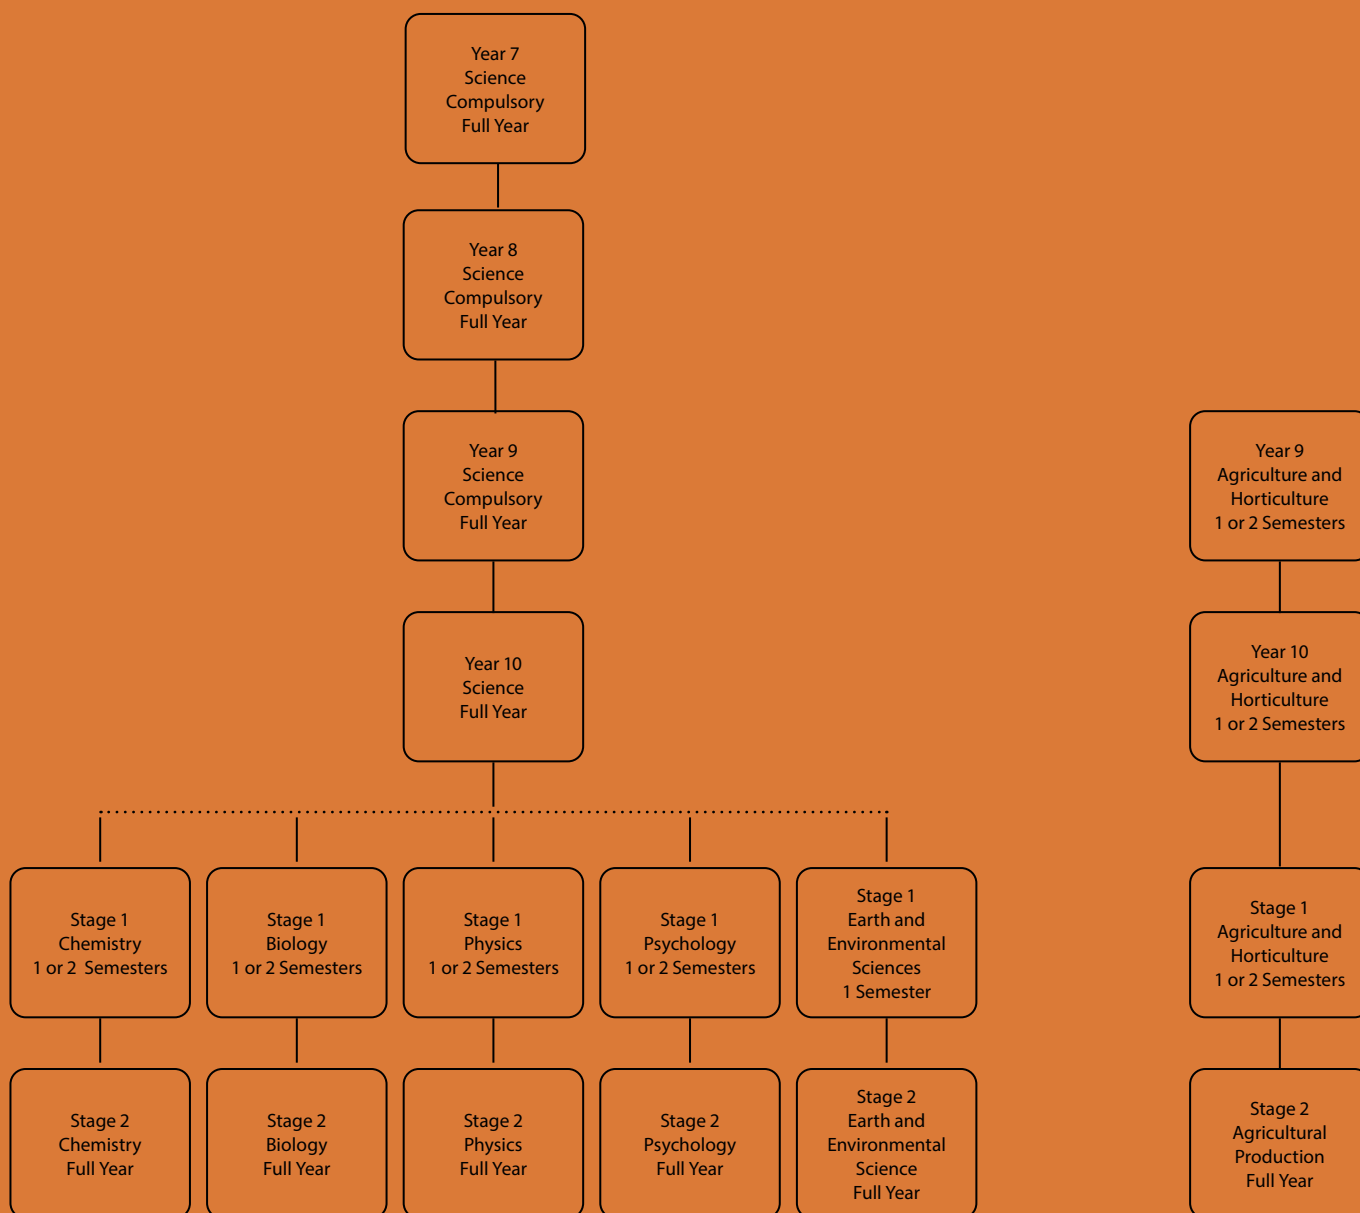 Year 7
Science
Compulsory
Full Year
Year 8
Science
Compulsory
Full Year
Year 9
Science
Compulsory
Full Year
Year 9
Agriculture and
Horticulture
1 or 2 Semesters
Year 10
Science
Full Year
Year 10
Agriculture and
Horticulture
1 or 2 Semesters
Stage 1
Chemistry
1 or 2 Semesters
Stage 1
Biology
1 or 2 Semesters
Stage 1
Physics
1 or 2 Semesters
Stage 1
Psychology
1 or 2 Semesters
Stage 1
Earth and
Environmental
Sciences
1 Semester
Stage 1
Agriculture and
Horticulture
1 or 2 Semesters
Stage 2
Chemistry
Full Year
Stage 2
Biology
Full Year
Stage 2
Physics
Full Year
Stage 2
Psychology
Full Year
Stage 2
Earth and
Environmental
Science
Full Year
Stage 2
Agricultural
Production
Full Year